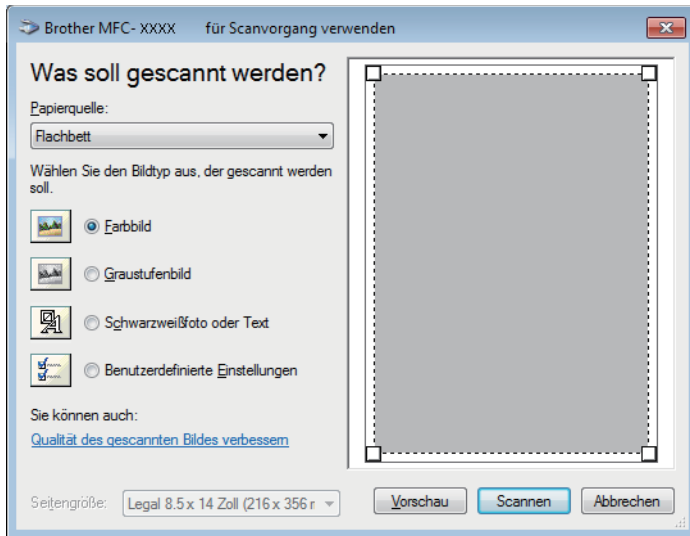 Brother MFC- XXXX für Scanvorgang verwenden
Was soll gescannt werden?
Papierquelle:
Flachbett
Wählen Sie den Bildtyp aus, der gescannt werden
soll.
Farbbild
Graustufenbild
Schwarzweißfoto oder Text
Benutzerdefinierte Einstellungen
Sie können auch:
Qualität des gescannten Bildes verbessern
Seitengröße: Legal 8.5 x 14 Zoll (216 x 356 r
Vorschau Scannen Abbrechen